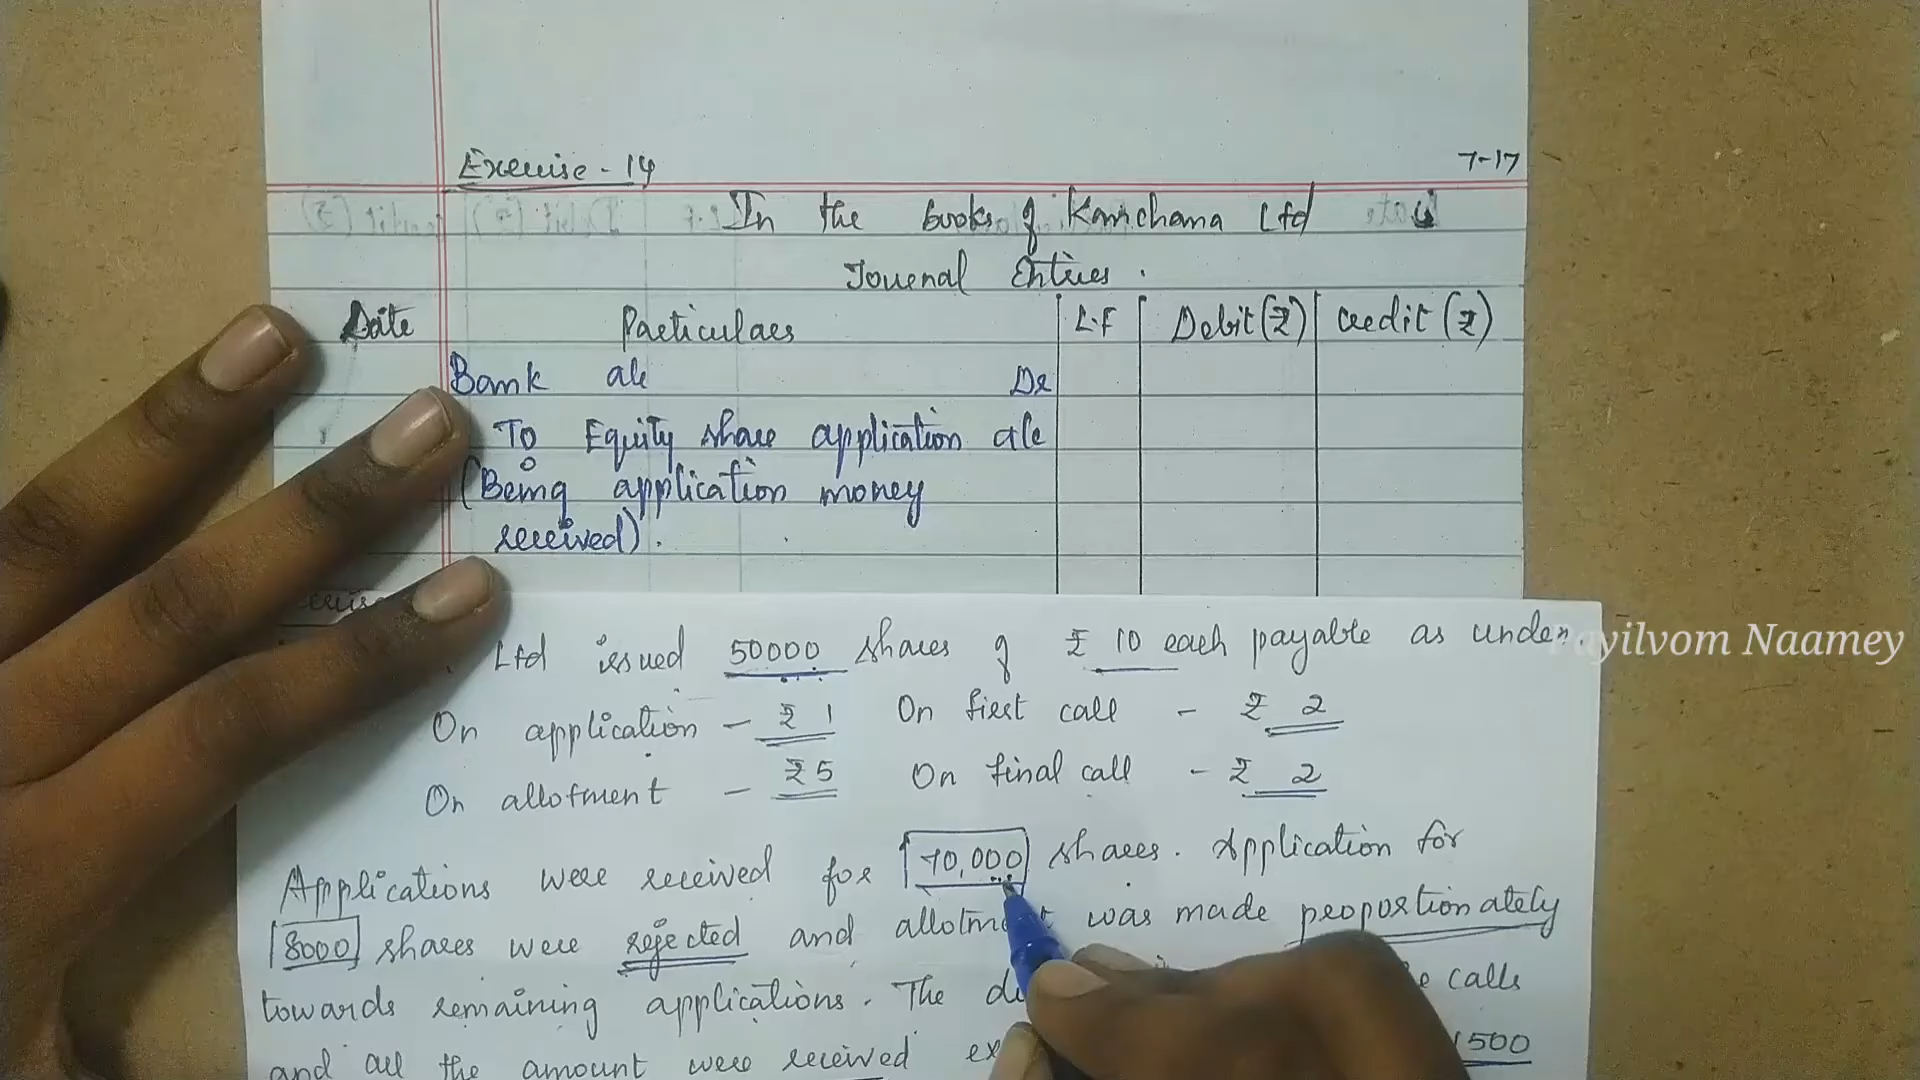 Exercise - 14
7-17
In the books of Kanchana Ltd
Journal Entries.
Date Particulars L.F Debit (₹) credit (₹)
Bank a/c Dr
To Equity share application a/c
(Being application money
received).
Ltd issued 50000 shares of ₹ 10 each payable as under.
Payilvom Naamey
On application - ₹ 1 On first call - ₹ 2
On allotment - ₹5 On final call - ₹ 2
Applications were received for 70,000 shares. Application for
8000 shares were rejected and was made proportionately
towards remaining applications. The calls
and all the amount were received 1500